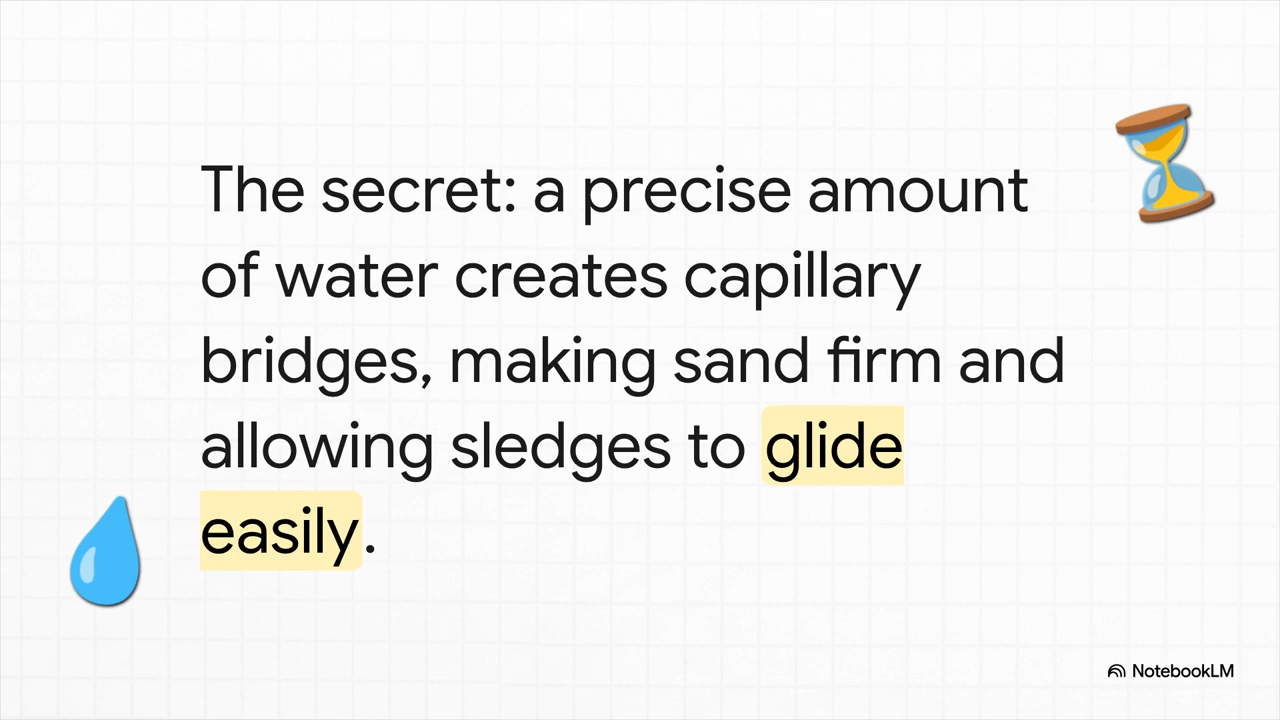 The secret: a precise amount
of water creates capillary
bridges, making sand firm and
allowing sledges to glide
easily.
NotebookLM